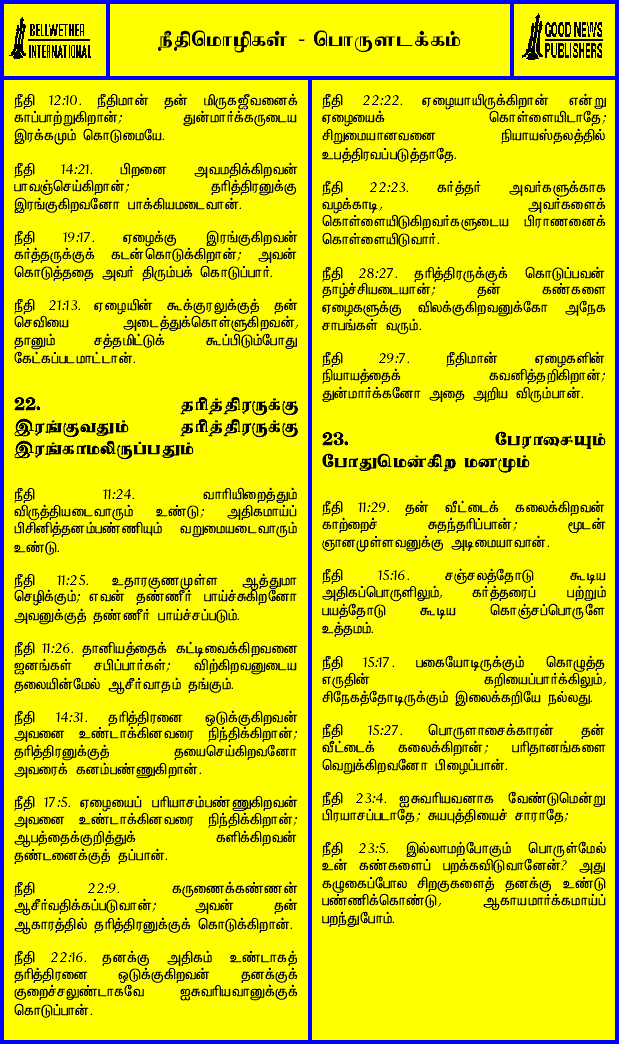 BELLWETHER
INTERNATIONAL
நீதிமொழிகள் - பொருளடக்கம்
GOOD NEWS
PUBLISHERS
நீதி 12:10. நீதிமான் தன் மிருகஜீவனைக்
காப்பாற்றுகிறான்; துன்மார்க்கருடைய
இரக்கமும் கொடுமையே.
நீதி 14:21. பிறனை அவமதிக்கிறவன்
பாவஞ்செய்கிறான்; தரித்திரனுக்கு
இரங்குகிறவனோ பாக்கியமடைவான்.
நீதி 19:17. ஏழைக்கு இரங்குகிறவன்
கர்த்தருக்குக் கடன்கொடுக்கிறான்; அவன்
கொடுத்ததை அவர் திரும்பக் கொடுப்பார்.
நீதி 21:13. ஏழையின் கூக்குரலுக்குத் தன்
செவியை அடைத்துக்கொள்ளுகிறவன்,
தானும் சத்தமிட்டுக் கூப்பிடும்போது
கேட்கப்படமாட்டான்.
22. தரித்திரருக்கு
இரங்குவதும் தரித்திரருக்கு
இரங்காமலிருப்பதும்
நீதி 11:24. வாரியிறைத்தும்
விருத்தியடைவாரும் உண்டு; அதிகமாய்ப்
பிசினித்தனம்பண்ணியும் வறுமையடைவாரும்
உண்டு.
நீதி 11:25. உதாரகுணமுள்ள ஆத்துமா
செழிக்கும்; எவன் தண்ணீர் பாய்ச்சுகிறனோ
அவனுக்குத் தண்ணீர் பாய்ச்சப்படும்.
நீதி 11:26. தானியத்தைக் கட்டிவைக்கிறவனை
ஜனங்கள் சபிப்பார்கள்; விற்கிறவனுடைய
தலையின்மேல் ஆசீர்வாதம் தங்கும்.
நீதி 14:31. தரித்திரனை ஒடுக்குகிறவன்
அவனை உண்டாக்கினவரை நிந்திக்கிறான்;
தரித்திரனுக்குத் தயைசெய்கிறவனோ
அவரைக் கனம்பண்ணுகிறான்.
நீதி 17:5. ஏழையைப் பரியாசம்பண்ணுகிறவன்
அவனை உண்டாக்கினவரை நிந்திக்கிறான்;
ஆபத்தைக்குறித்துக் களிக்கிறவன்
தண்டனைக்குத் தப்பான்.
நீதி 22:9. கருணைக்கண்ணன்
ஆசீர்வதிக்கப்படுவான்; அவன் தன்
ஆகாரத்தில் தரித்திரனுக்குக் கொடுக்கிறான்.
நீதி 22:16. தனக்கு அதிகம் உண்டாகத்
தரித்திரனை ஒடுக்குகிறவன் தனக்குக்
குறைச்சலுண்டாகவே ஐசுவரியவானுக்குக்
கொடுப்பான்.
நீதி 22:22. ஏழையாயிருக்கிறான் என்று
ஏழையைக் கொள்ளையிடாதே;
சிறுமையானவனை நியாயஸ்தலத்தில்
உபத்திரவப்படுத்தாதே.
நீதி 22:23. கர்த்தர் அவர்களுக்காக
வழக்காடி, அவர்களைக்
கொள்ளையிடுகிறவர்களுடைய பிராணனைக்
கொள்ளையிடுவார்.
நீதி 28:27. தரித்திரருக்குக் கொடுப்பவன்
தாழ்ச்சியடையான்; தன் கண்களை
ஏழைகளுக்கு விலக்குகிறவனுக்கோ அநேக
சாபங்கள் வரும்.
நீதி 29:7. நீதிமான் ஏழைகளின்
நியாயத்தைக் கவனித்தறிகிறான்;
துன்மார்க்கனோ அதை அறிய விரும்பான்.
23. பேராசையும்
போதுமென்கிற மனமும்
நீதி 11:29. தன் வீட்டைக் கலைக்கிறவன்
காற்றைச் சுதந்தரிப்பான்; மூடன்
ஞானமுள்ளவனுக்கு அடிமையாவான்.
நீதி 15:16. சஞ்சலத்தோடு கூடிய
அதிகப்பொருளிலும், கர்த்தரைப் பற்றும்
பயத்தோடு கூடிய கொஞ்சப்பொருளே
உத்தமம்.
நீதி 15:17. பகையோடிருக்கும் கொழுத்த
எருதின் கறியைப்பார்க்கிலும்,
சிநேகத்தோடிருக்கும் இலைக்கறியே நல்லது.
நீதி 15:27. பொருளாசைக்காரன் தன்
வீட்டைக் கலைக்கிறான்; பரிதானங்களை
வெறுக்கிறவனோ பிழைப்பான்.
நீதி 23:4. ஐசுவரியவனாக வேண்டுமென்று
பிரயாசப்படாதே; சுயபுத்தியைச் சாராதே;
நீதி 23:5. இல்லாமற்போகும் பொருள்மேல்
உன் கண்களைப் பறக்கவிடுவானேன்? அது
கழுகைப்போல சிறகுகளைத் தனக்கு உண்டு
பண்ணிக்கொண்டு, ஆகாயமார்க்கமாய்ப்
பறந்துபோம்.